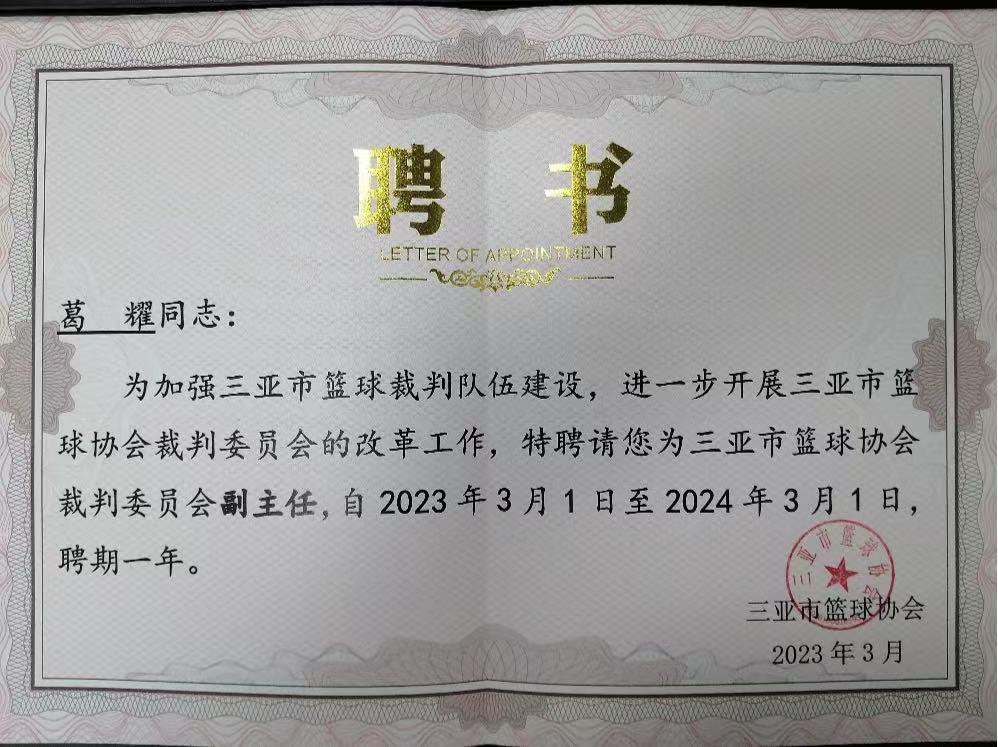 聘 书
LETTER OF APPOINTMENT
葛 耀同志：
为加强三亚市篮球裁判队伍建设，进一步开展三亚市篮
球协会裁判委员会的改革工作，特聘请您为三亚市篮球协会
裁判委员会副主任，自 2023 年 3 月 1 日至 2024 年 3 月 1 日，
聘期一年。
三亚市篮球协会
三亚市篮球协会
2023 年 3 月